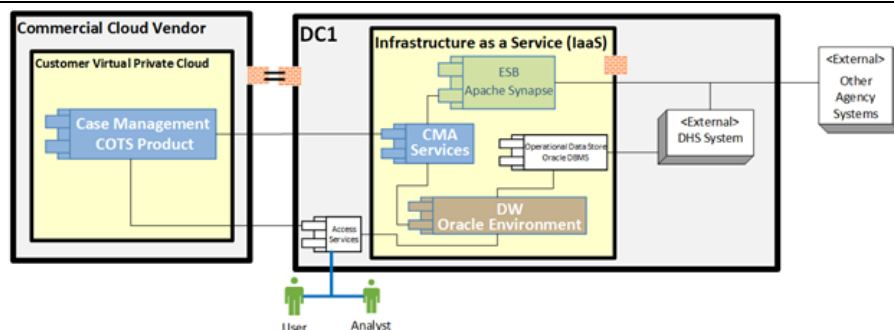 Commercial Cloud Vendor
Customer Virtual Private Cloud
Case Management
COTS Product
DC1
Infrastructure as a Service (IaaS)
ESB
Apache Synapse
CMA
Services
Operational Data Store
Oracle DBMS
DW
Oracle Environment
Access
Services
<External>
DHS System
<External>
Other
Agency
Systems
User
Analyst